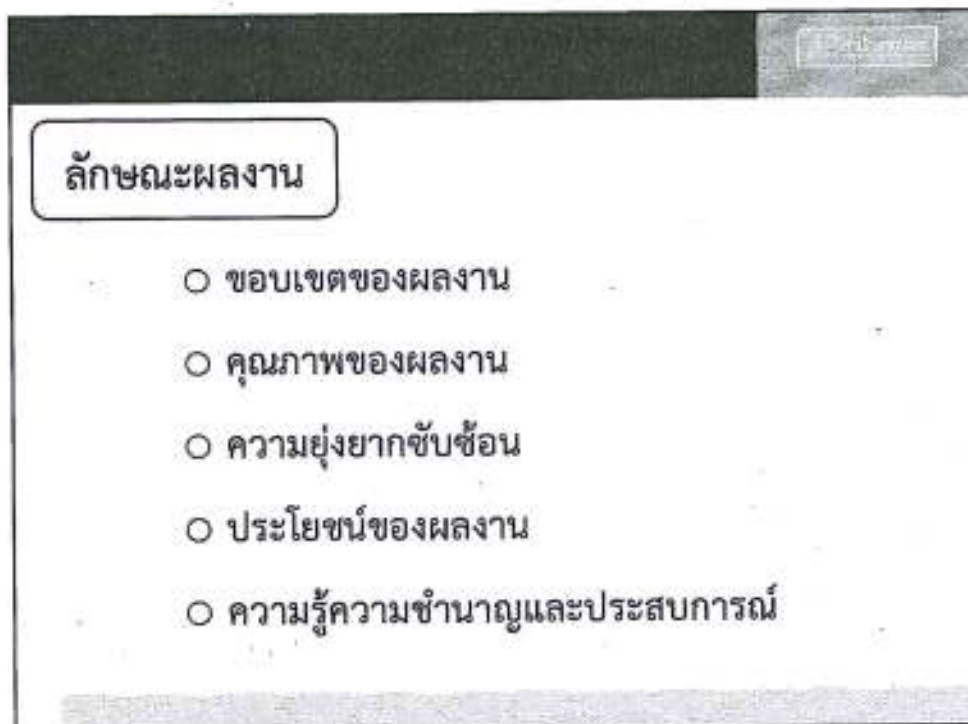 ลักษณะผลงาน
○ ขอบเขตของผลงาน
○ คุณภาพของผลงาน
○ ความยุ่งยากซับซ้อน
○ ประโยชน์ของผลงาน
○ ความรู้ความชำนาญและประสบการณ์